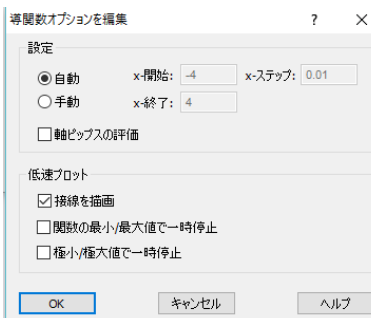 導関数オプションを編集 ? ×
設定
自動 x-開始: -4 x-ステップ: 0.01
手動 x-終了: 4
軸ピップスの評価
低速プロット
接線を描画
関数の最小/最大値で一時停止
極小/極大値で一時停止
OK キャンセル ヘルプ